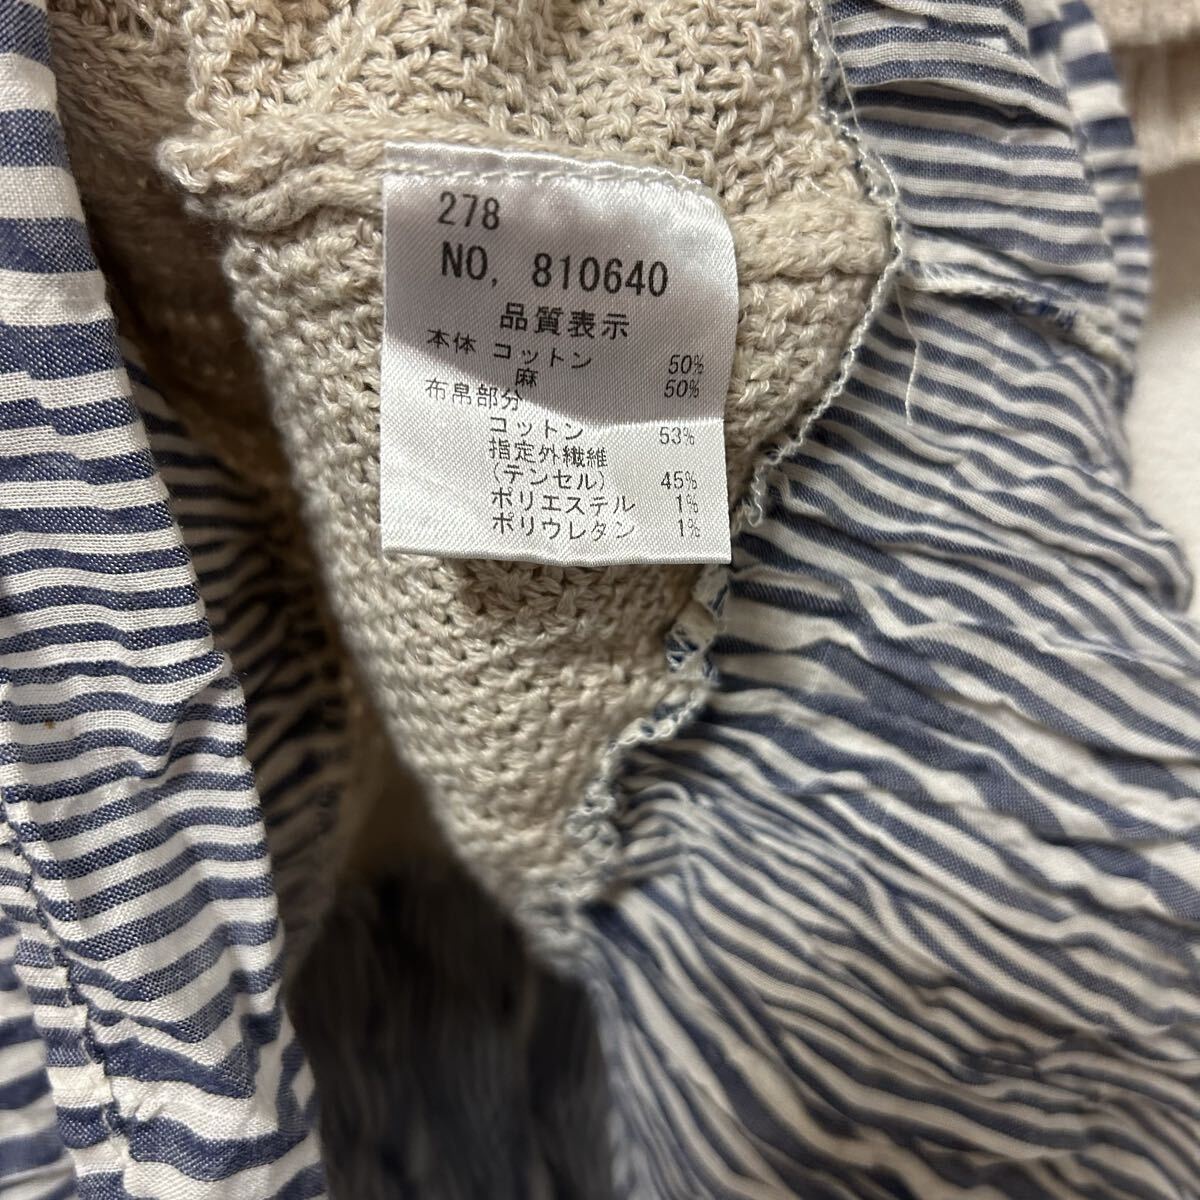 278
NO. 810640
品質表示
本体 コットン 50%
麻 50%
布帛部分
コットン 53%
指定外繊維
(テンセル) 45%
ポリエステル 1%
ポリウレタン 1%